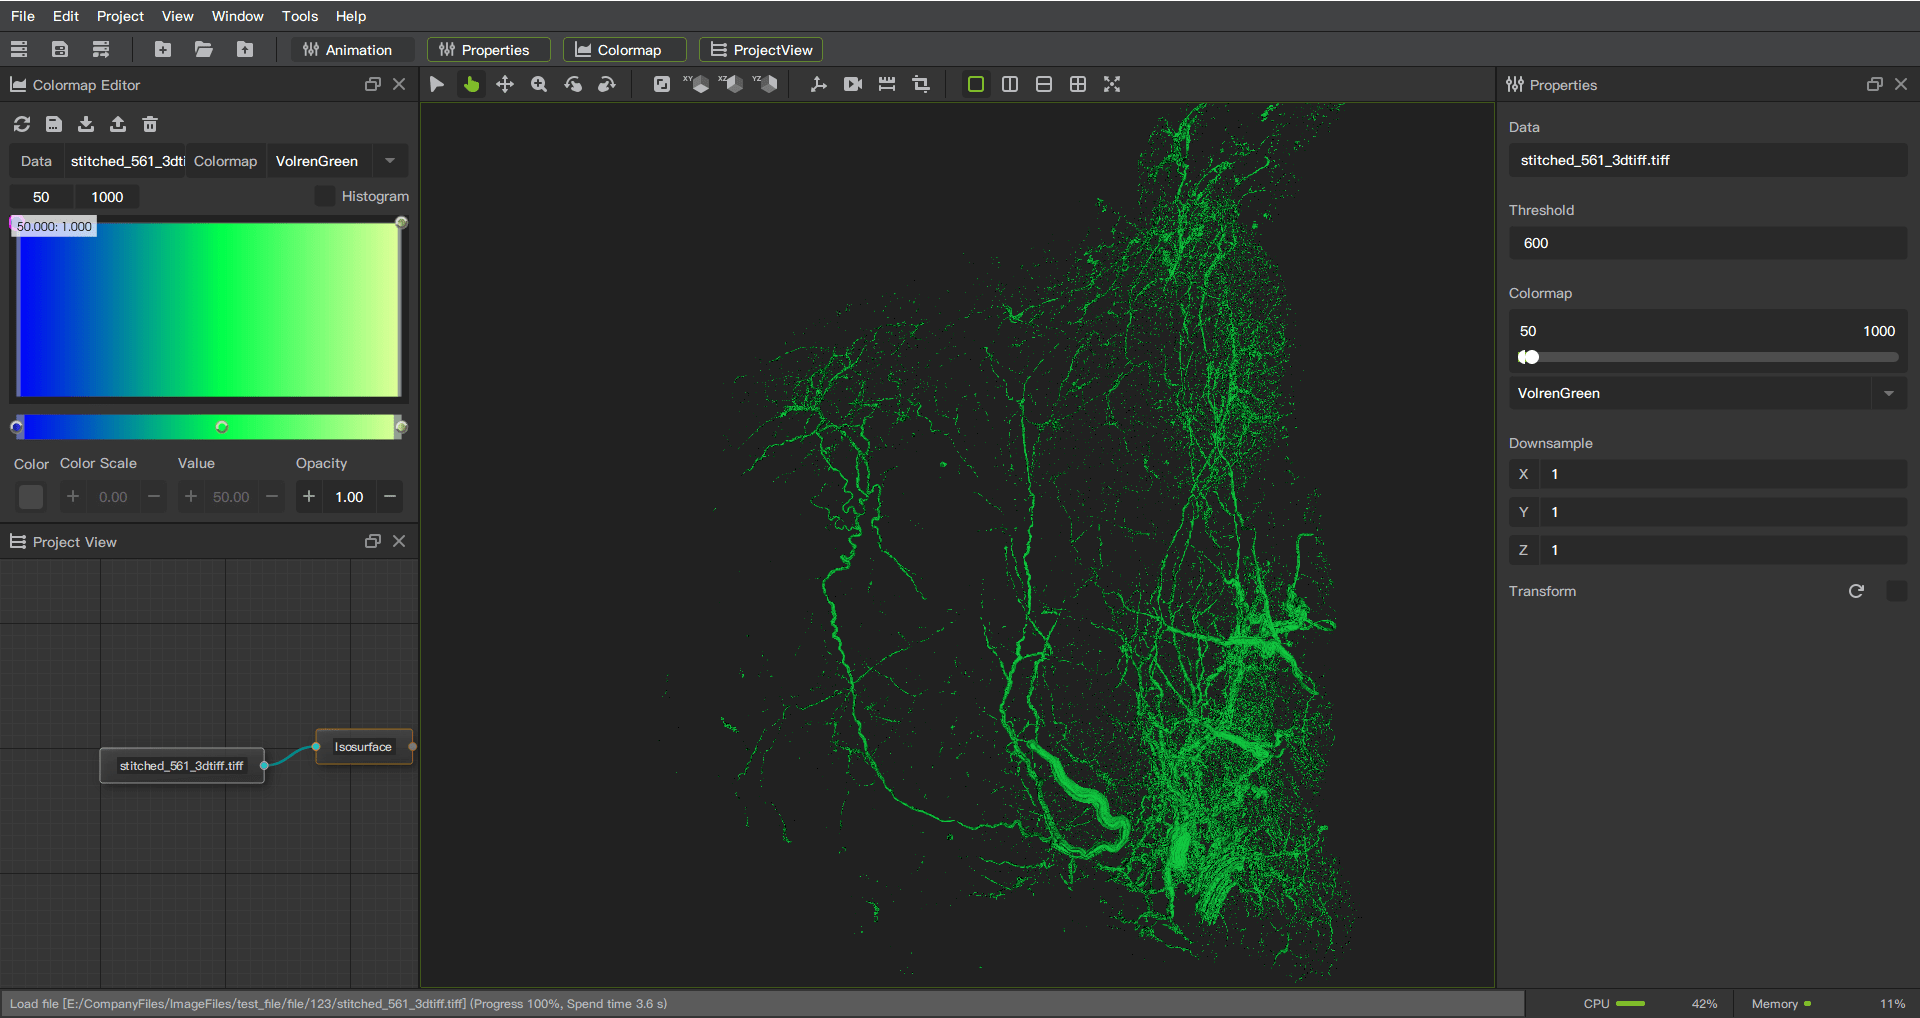 File Edit Project View Window Tools Help
Animation Properties Colormap ProjectView
Colormap Editor
Data stitched_561_3dti Colormap VolrenGreen
50 1000 Histogram
50.000: 1.000
Color Color Scale Value Opacity
+ 0.00 − + 50.00 − + 1.00 −
Project View
stitched_561_3dtiff.tiff
Isosurface
XY XZ YZ
Properties
Data
stitched_561_3dtiff.tiff
Threshold
600
Colormap
50 1000
VolrenGreen
Downsample
X 1
Y 1
Z 1
Transform
Load file [E:/CompanyFiles/ImageFiles/test_file/file/123/stitched_561_3dtiff.tiff] (Progress 100%, Spend time 3.6 s)
CPU 42% Memory 11%